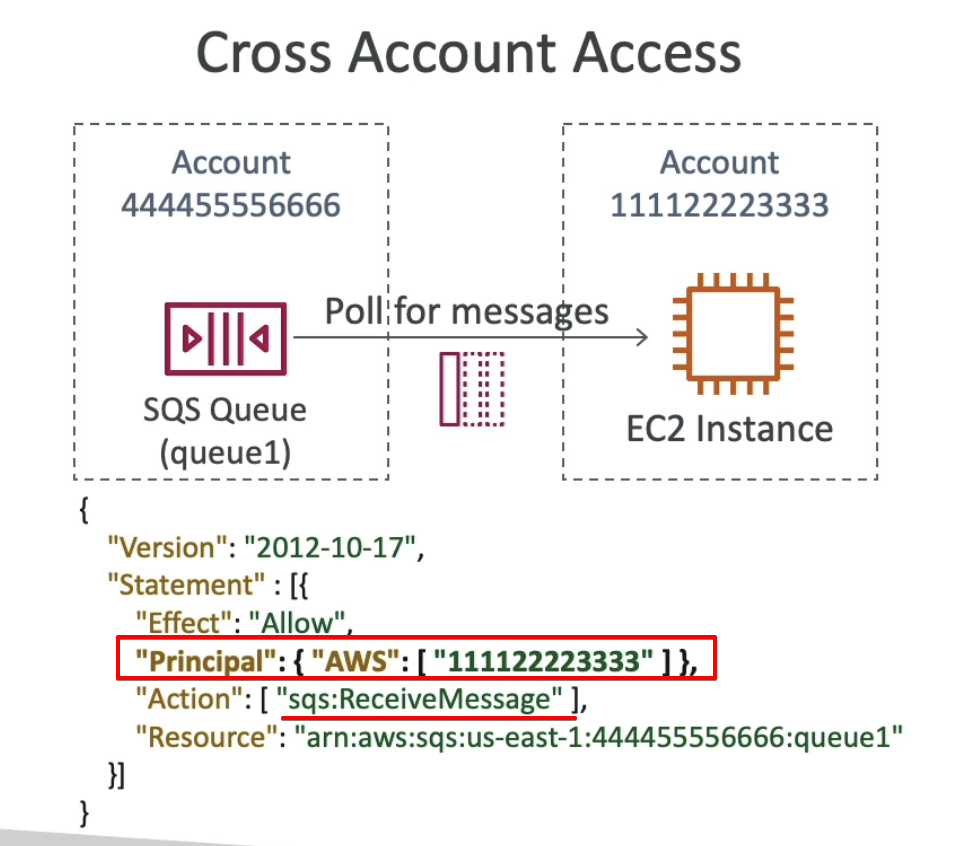 Cross Account Access
Account
444455556666
Account
111122223333
Poll for messages
SQS Queue
(queue1)
EC2 Instance
{
"Version": "2012-10-17",
"Statement" : [{
"Effect": "Allow",
"Principal": { "AWS": [ "111122223333" ] },
"Action": [ "sqs:ReceiveMessage" ],
"Resource": "arn:aws:sqs:us-east-1:444455556666:queue1"
}]
}